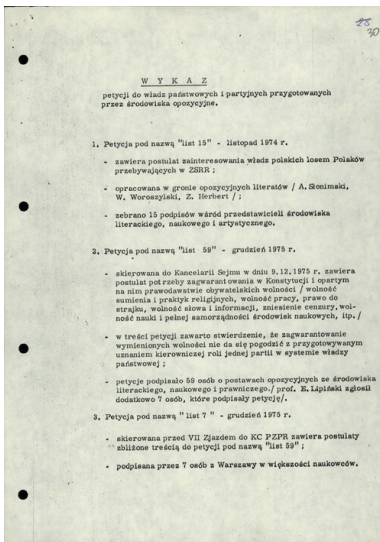 25
30
W Y K A Z
petycji do władz państwowych i partyjnych przygotowanych
przez środowiska opozycyjne.
1. Petycja pod nazwą "list 15" - listopad 1974 r.
- zawiera postulat zainteresowania władz polskich losem Polaków
przebywających w ZSRR ;
- opracowana w gronie opozycyjnych literatów / A. Słonimski,
W. Woroszylski, Z. Herbert / ;
- zebrano 15 podpisów wśród przedstawicieli środowiska
literackiego, naukowego i artystycznego.
2. Petycja pod nazwą "list 59" - grudzień 1975 r.
- skierowana do Kancelarii Sejmu w dniu 9.12.1975 r. zawiera
postulat potrzeby zagwarantowania w Konstytucji i opartym
na nim prawodawstwie obywatelskich wolności / wolność
sumienia i praktyk religijnych, wolność pracy, prawo do
strajku, wolność słowa i informacji, zniesienie cenzury, wol-
ność nauki i pełnej samorządności środowisk naukowych, itp. /
- w treści petycji zawarto stwierdzenie, że zagwarantowanie
wymienionych wolności nie da się pogodzić z przygotowywanym
uznaniem kierowniczej roli jednej partii w systemie władzy
państwowej ;
- petycje podpisało 59 osób o postawach opozycyjnych ze środowiska
literackiego, naukowego i prawniczego. / prof. E. Lipiński zgłosił
dodatkowo 7 osób, które podpisały petycję /.
3. Petycja pod nazwą " list 7 " - grudzień 1975 r.
- skierowana przed VII Zjazdem do KC PZPR zawiera postulaty
zbliżone treścią do petycji pod nazwą "list 59" ;
- podpisana przez 7 osób z Warszawy w większości naukowców.